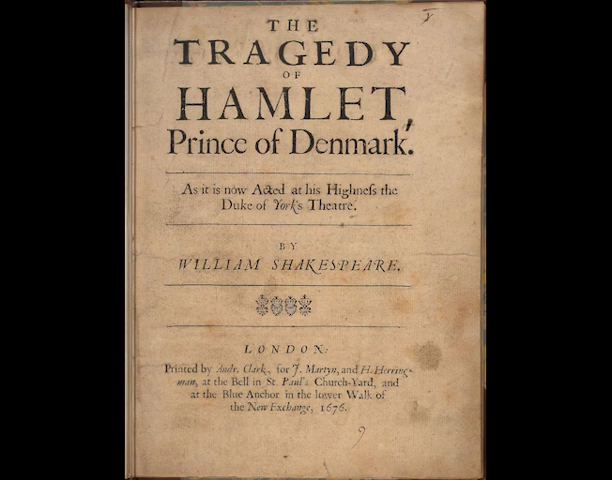 THE
TRAGEDY
OF
HAMLET,
Prince of Denmark.
As it is now Acted at his Highneſs the
Duke of York's Theatre.
BY
WILLIAM SHAKESPEARE.
LONDON:
Printed by Andr. Clark, for J. Martyn, and H. Herring-
man, at the Bell in St. Paul's Church-Yard, and
at the Blue Anchor in the lower Walk of
the New Exchange, 1676.
9